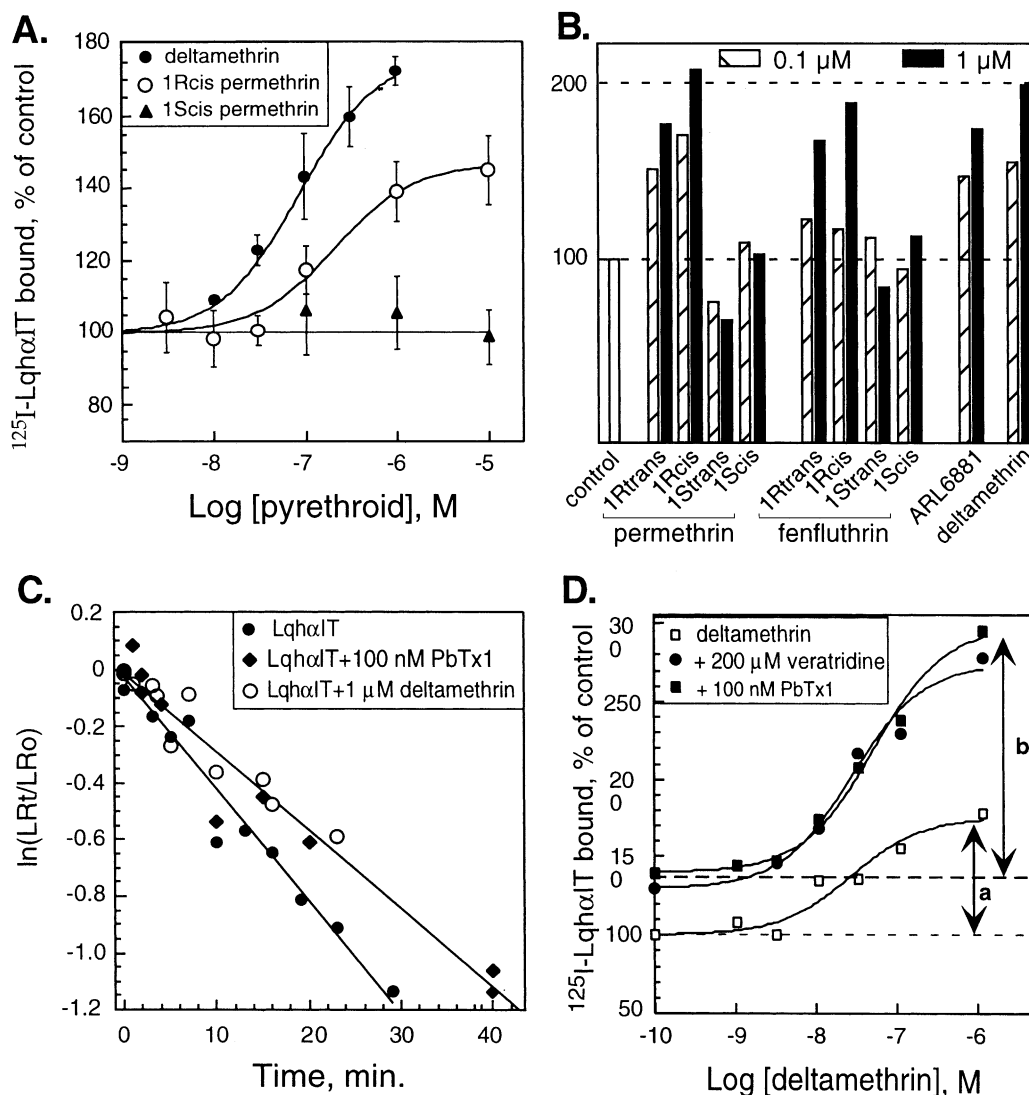 A.
180
160
140
120
100
80
-9 -8 -7 -6 -5
deltamethrin
1Rcis permethrin
1Scis permethrin
¹²⁵I-LqhαIT bound, % of control
Log [pyrethroid], M
B.
0.1 µM 1 µM
200
100
control
1Rtrans
1Rcis
1Strans
1Scis
1Rtrans
1Rcis
1Strans
1Scis
ARL6881
deltamethrin
permethrin fenfluthrin
C.
0.2
0
-0.2
-0.4
-0.6
-0.8
-1.0
-1.2
0 10 20 30 40
LqhαIT
LqhαIT+100 nM PbTx1
LqhαIT+1 µM deltamethrin
ln(LRt/LRo)
Time, min.
D.
30
0
250
20
0
15
0
100
50
-10 -9 -8 -7 -6
deltamethrin
+ 200 µM veratridine
+ 100 nM PbTx1
b
a
¹²⁵I-LqhαIT bound, % of control
Log [deltamethrin], M